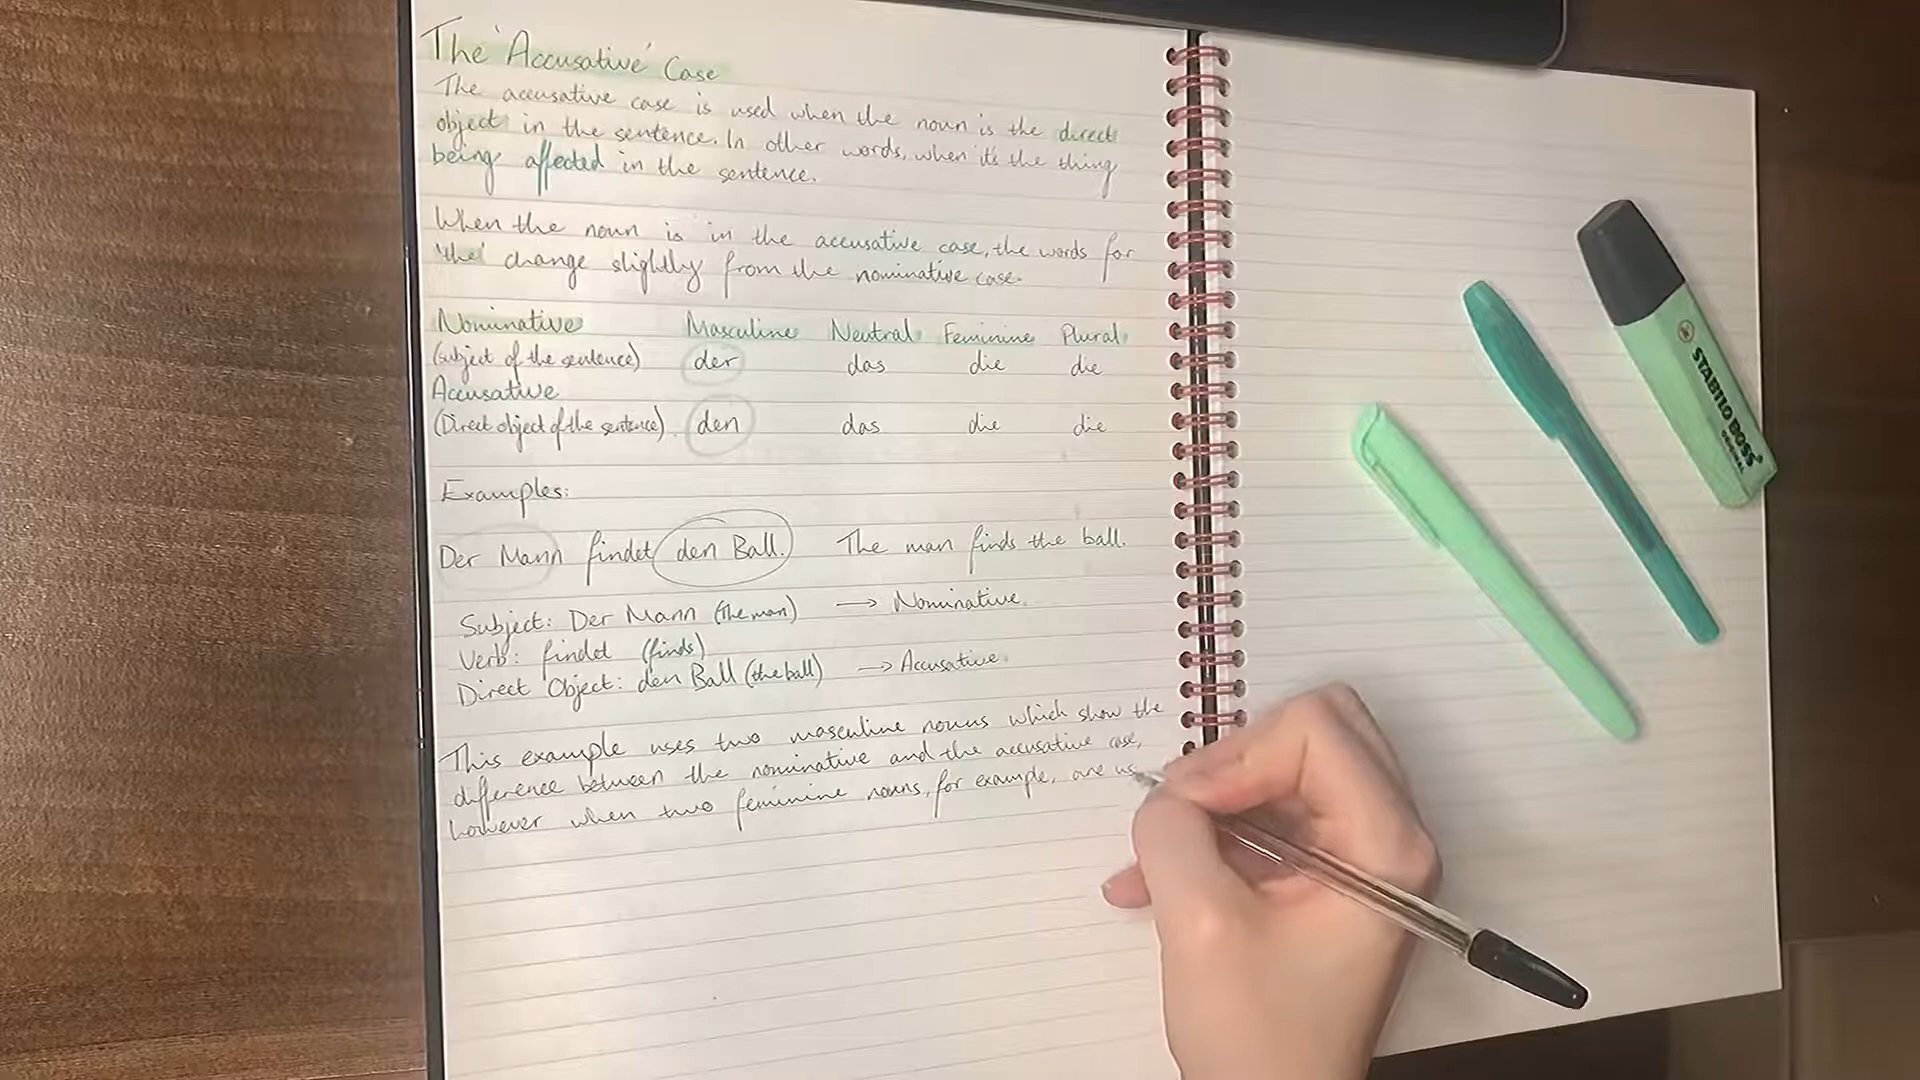 The 'Accusative' Case
The accusative case is used when the noun is the direct
object in the sentence. In other words, when it's the thing
being affected in the sentence.
When the noun is in the accusative case, the words for
'the' change slightly from the nominative case.
Nominative Masculine Neutral Feminine Plural
(subject of the sentence) der das die die
Accusative
(Direct object of the sentence). den das die die
Examples:
Der Mann findet den Ball. The man finds the ball.
Subject: Der Mann (the man) → Nominative.
Verb: findet (finds)
Direct Object: den Ball (the ball) → Accusative.
This example uses two masculine nouns which show the
difference between the nominative and the accusative case,
however when two feminine nouns, for example, are us
STABILO BOSS
ORIGINAL